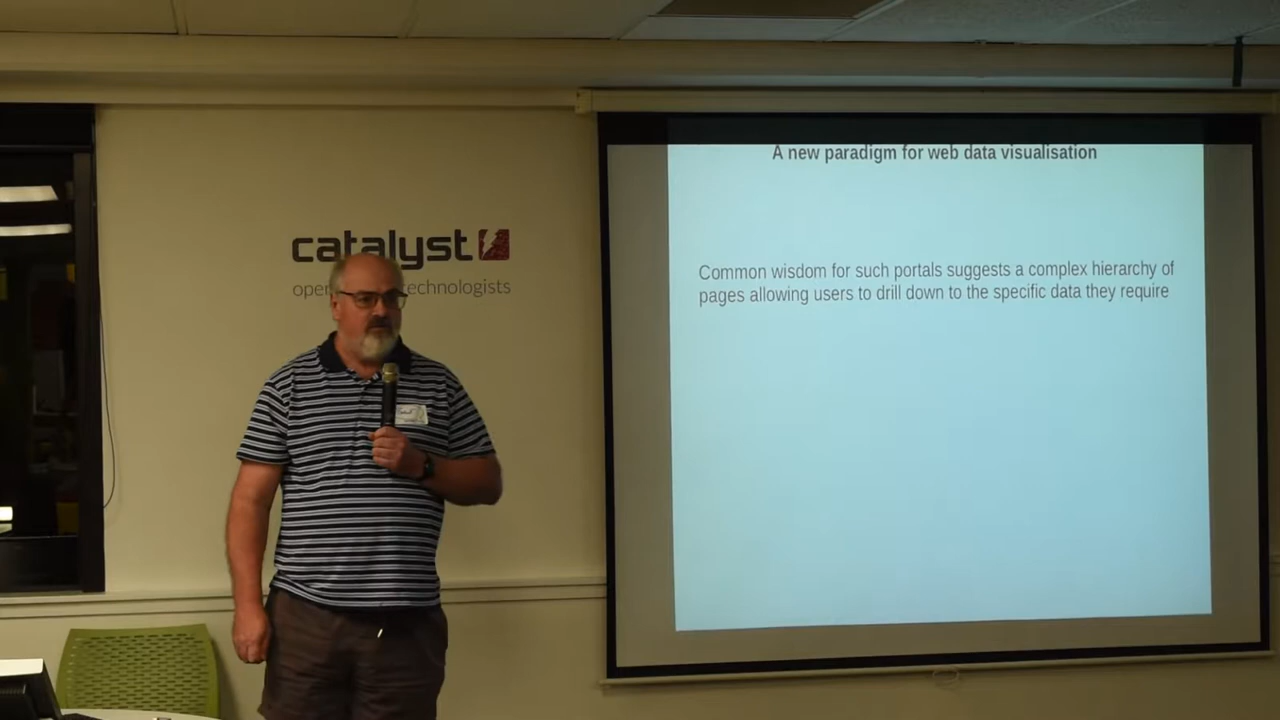 A new paradigm for web data visualisation
catalyst
open technologists
Common wisdom for such portals suggests a complex hierarchy of
pages allowing users to drill down to the specific data they require